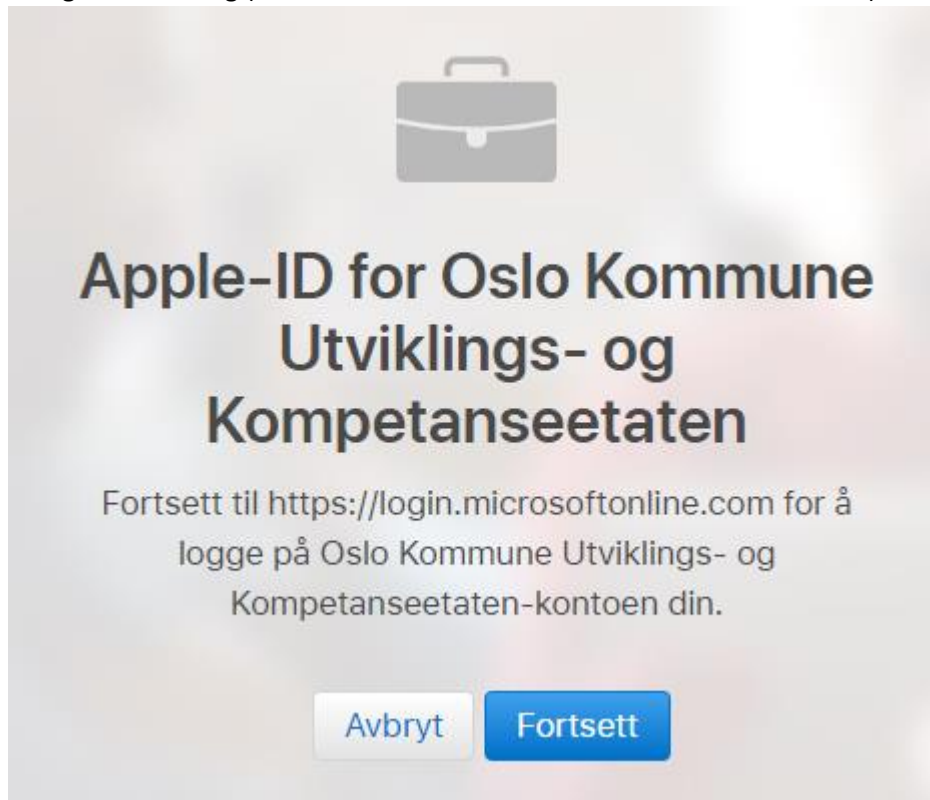 Apple-ID for Oslo Kommune
Utviklings- og
Kompetanseetaten
Fortsett til https://login.microsoftonline.com for å
logge på Oslo Kommune Utviklings- og
Kompetanseetaten-kontoen din.
Avbryt
Fortsett